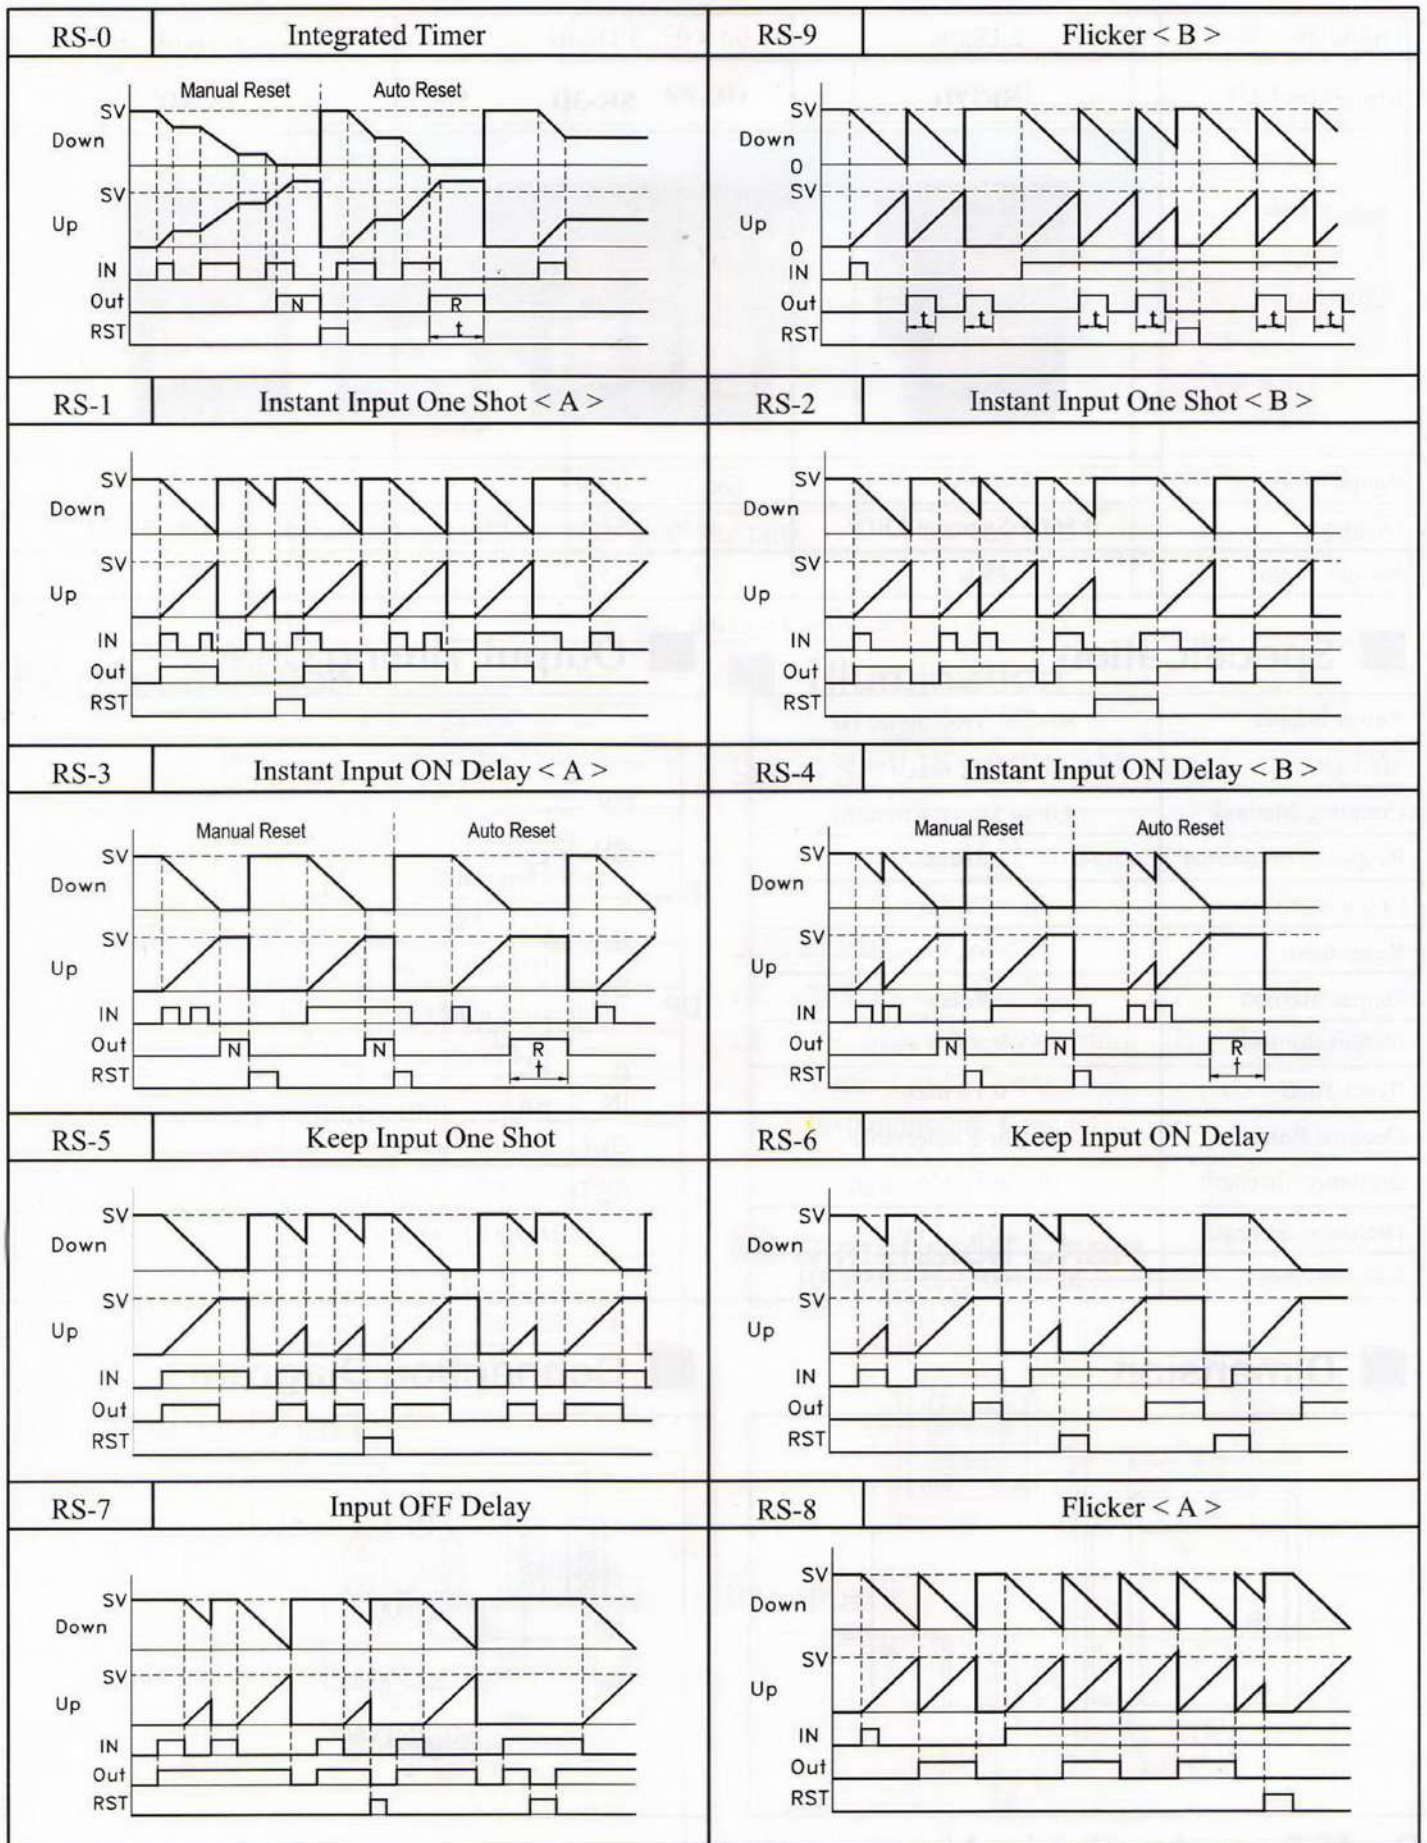 RS-0 Integrated Timer
Manual Reset Auto Reset
SV
Down
SV
Up
IN
Out N R
RST t
RS-9 Flicker < B >
SV
Down
O
SV
Up
O
IN
Out
t t t t t t
RST
RS-1 Instant Input One Shot < A >
SV
Down
SV
Up
IN
Out
RST
RS-2 Instant Input One Shot < B >
SV
Down
SV
Up
IN
Out
RST
RS-3 Instant Input ON Delay < A >
Manual Reset Auto Reset
SV
Down
SV
Up
IN
Out N N R
RST t
RS-4 Instant Input ON Delay < B >
Manual Reset Auto Reset
SV
Down
SV
Up
IN
Out N N R
RST t
RS-5 Keep Input One Shot
SV
Down
SV
Up
IN
Out
RST
RS-6 Keep Input ON Delay
SV
Down
SV
Up
IN
Out
RST
RS-7 Input OFF Delay
SV
Down
SV
Up
IN
Out
RST
RS-8 Flicker < A >
SV
Down
SV
Up
IN
Out
RST